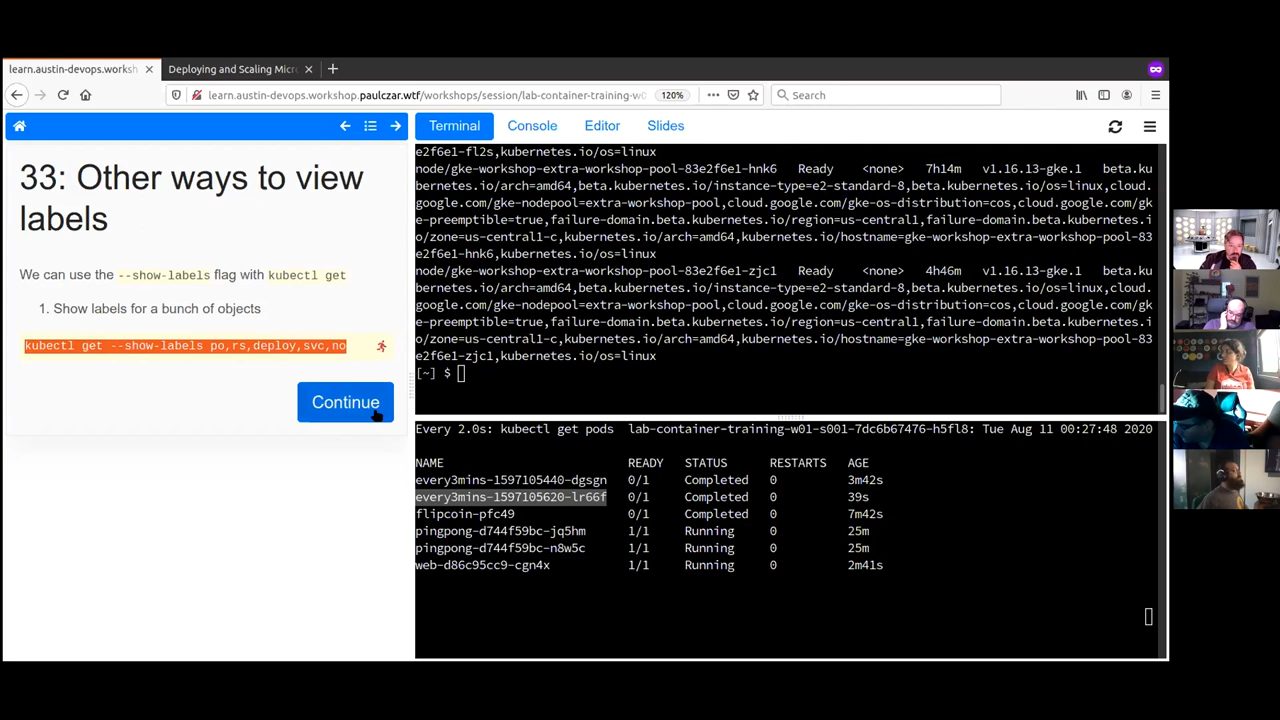 learn.austin-devops.worksh
Deploying and Scaling Micr
learn.austin-devops.workshop.paulczar.wtf/workshops/session/lab-container-training-w
120%
Search
Terminal
Console
Editor
Slides
33: Other ways to view
labels
We can use the --show-labels flag with kubectl get
1. Show labels for a bunch of objects
kubectl get --show-labels po,rs,deploy,svc,no
Continue
e2f6e1-fl2s,kubernetes.io/os=linux
node/gke-workshop-extra-workshop-pool-83e2f6e1-hnk6 Ready <none> 7h14m v1.16.13-gke.1 beta.ku
bernetes.io/arch=amd64,beta.kubernetes.io/instance-type=e2-standard-8,beta.kubernetes.io/os=linux,cloud.
google.com/gke-nodepool=extra-workshop-pool,cloud.google.com/gke-os-distribution=cos,cloud.google.com/gk
e-preemptible=true,failure-domain.beta.kubernetes.io/region=us-central1,failure-domain.beta.kubernetes.i
o/zone=us-central1-c,kubernetes.io/arch=amd64,kubernetes.io/hostname=gke-workshop-extra-workshop-pool-83
e2f6e1-hnk6,kubernetes.io/os=linux
node/gke-workshop-extra-workshop-pool-83e2f6e1-zjc1 Ready <none> 4h46m v1.16.13-gke.1 beta.ku
bernetes.io/arch=amd64,beta.kubernetes.io/instance-type=e2-standard-8,beta.kubernetes.io/os=linux,cloud.
google.com/gke-nodepool=extra-workshop-pool,cloud.google.com/gke-os-distribution=cos,cloud.google.com/gk
e-preemptible=true,failure-domain.beta.kubernetes.io/region=us-central1,failure-domain.beta.kubernetes.i
o/zone=us-central1-c,kubernetes.io/arch=amd64,kubernetes.io/hostname=gke-workshop-extra-workshop-pool-83
e2f6e1-zjc1,kubernetes.io/os=linux
[~] $
Every 2.0s: kubectl get pods lab-container-training-w01-s001-7dc6b67476-h5fl8: Tue Aug 11 00:27:48 2020
NAME READY STATUS RESTARTS AGE
every3mins-1597105440-dgsgn 0/1 Completed 0 3m42s
every3mins-1597105620-lr66f 0/1 Completed 0 39s
flipcoin-pfc49 0/1 Completed 0 7m42s
pingpong-d744f59bc-jq5hm 1/1 Running 0 25m
pingpong-d744f59bc-n8w5c 1/1 Running 0 25m
web-d86c95cc9-cgn4x 1/1 Running 0 2m41s